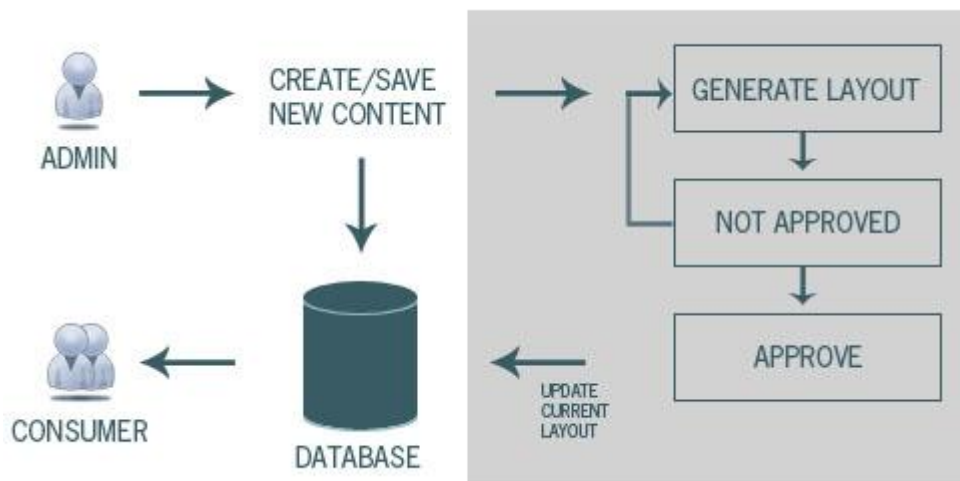 ADMIN
CREATE/SAVE
NEW CONTENT
GENERATE LAYOUT
NOT APPROVED
APPROVE
UPDATE
CURRENT
LAYOUT
DATABASE
CONSUMER